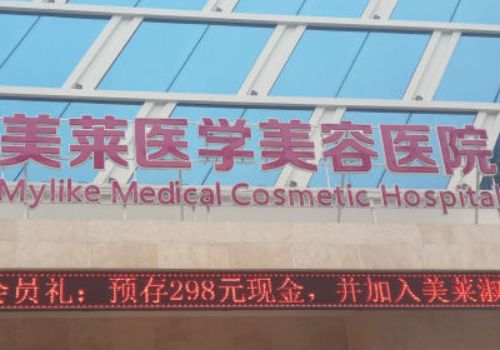 美莱医学美容医院
Mylike Medical Cosmetic Hospital
会员礼：预存298元现金，并加入美莱淑